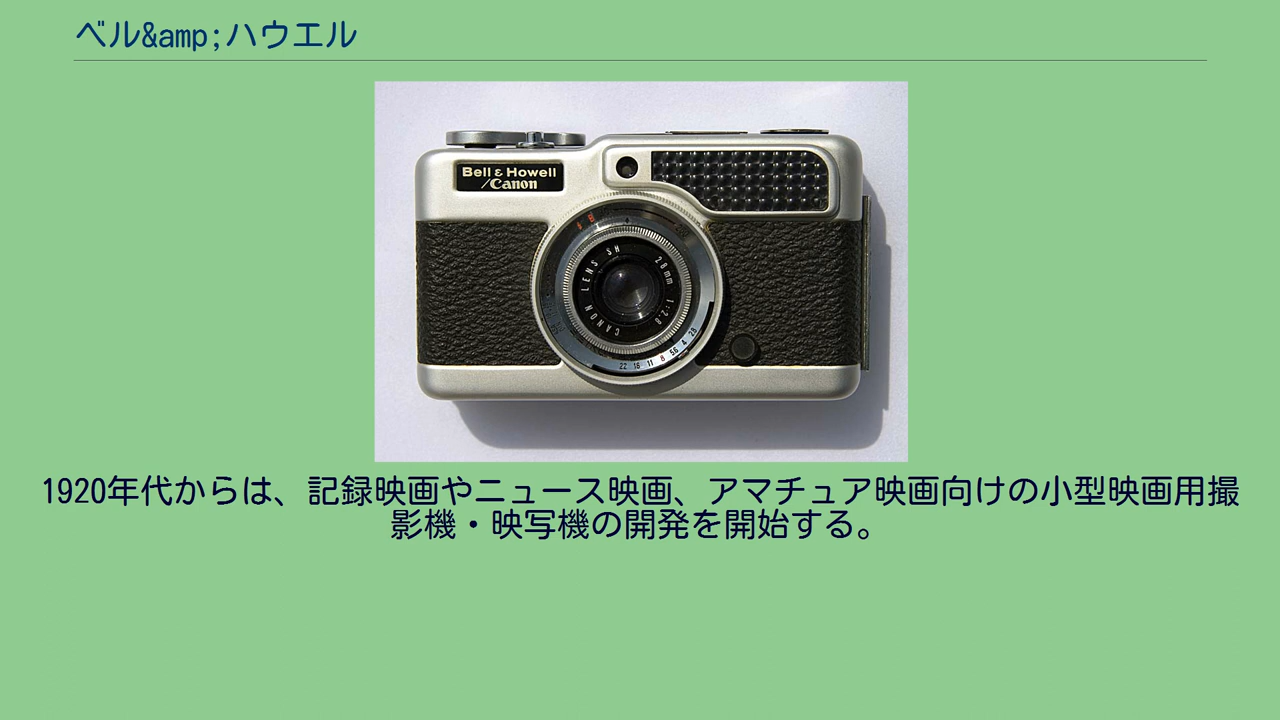 ベル&amp;ハウエル
Bell & Howell
/Canon
CANON LENS SH 28mm 1:2.8
22 16 11 8 5.6 4 2.8
1920年代からは、記録映画やニュース映画、アマチュア映画向けの小型映画用撮
影機・映写機の開発を開始する。